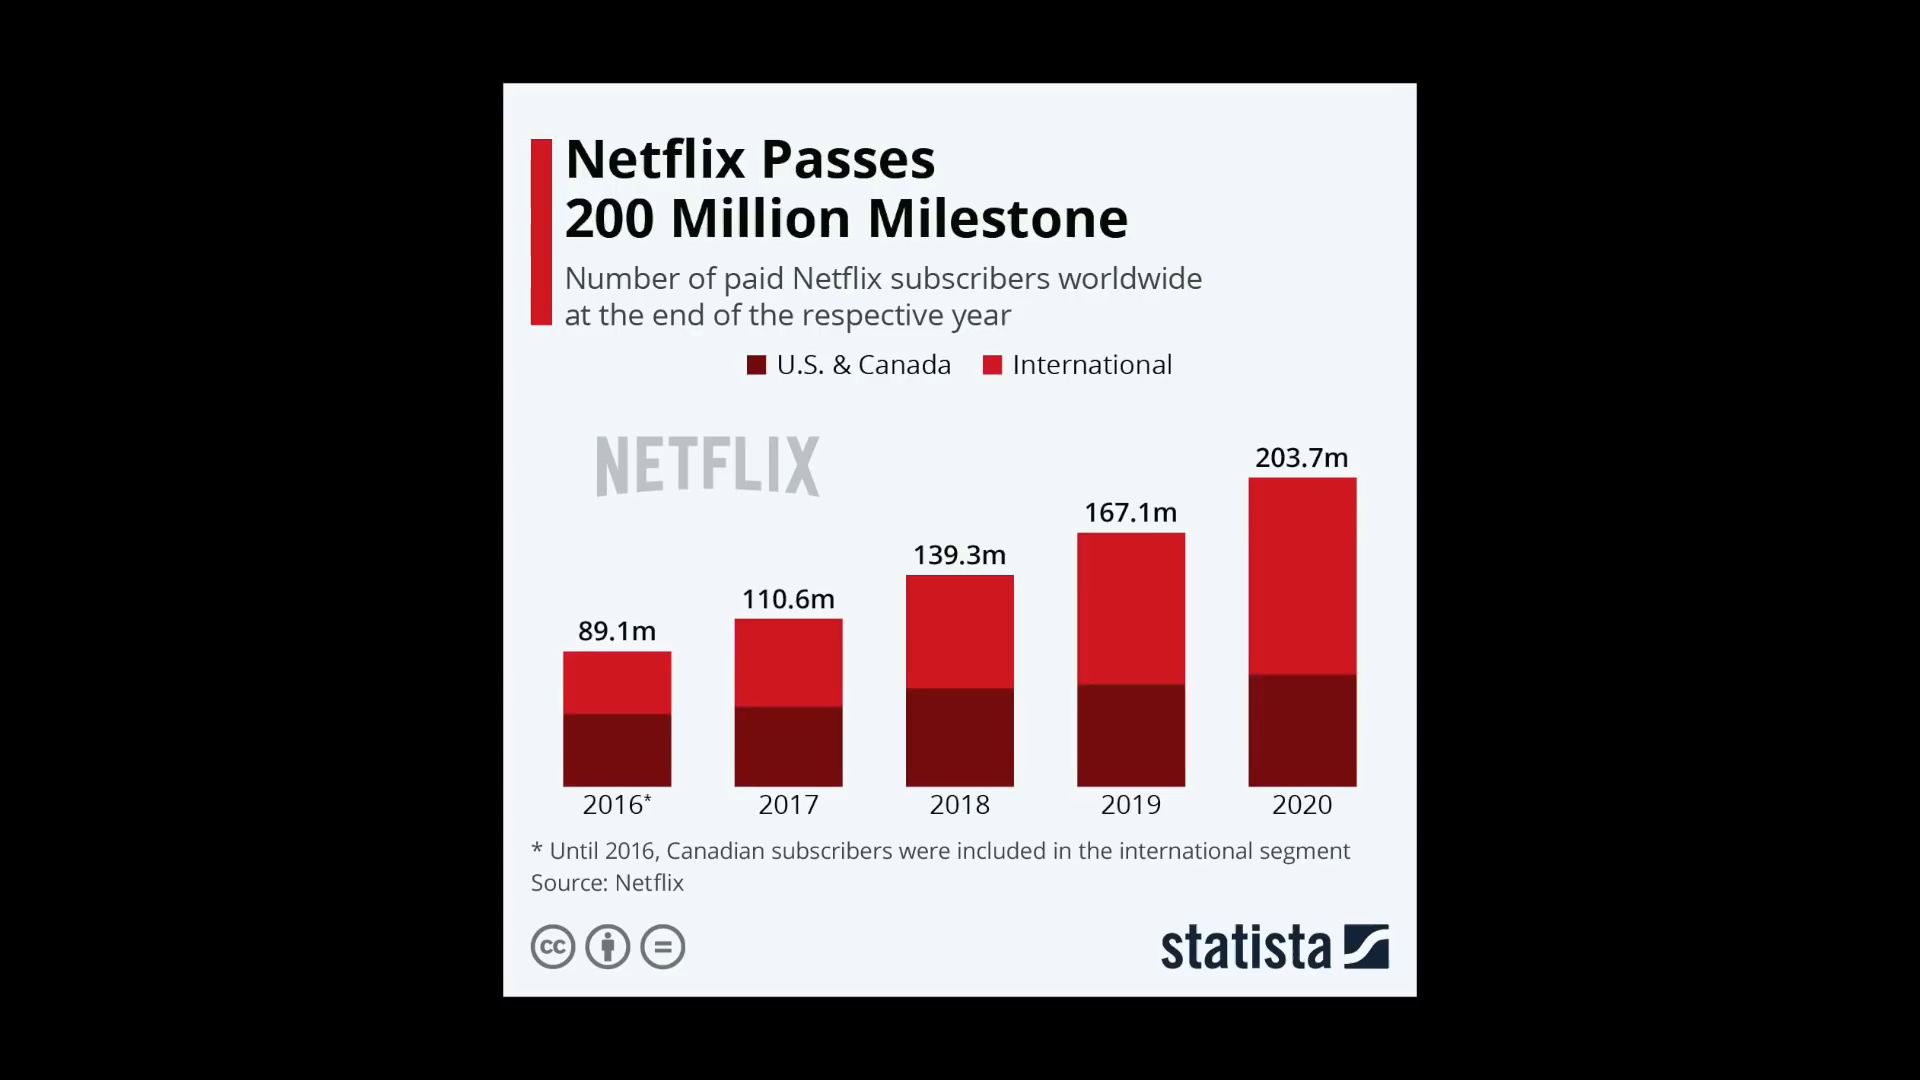 Netflix Passes
200 Million Milestone
Number of paid Netflix subscribers worldwide
at the end of the respective year
U.S. & Canada International
NETFLIX
203.7m
167.1m
139.3m
110.6m
89.1m
2016* 2017 2018 2019 2020
* Until 2016, Canadian subscribers were included in the international segment
Source: Netflix
cc = statista